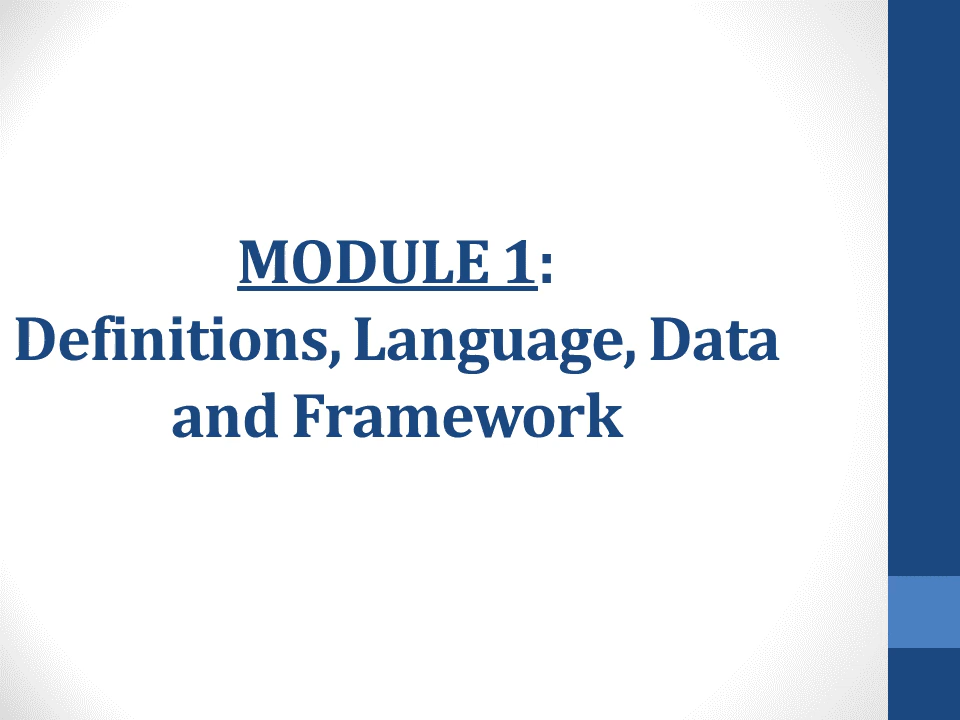 MODULE 1:
Definitions, Language, Data
and Framework